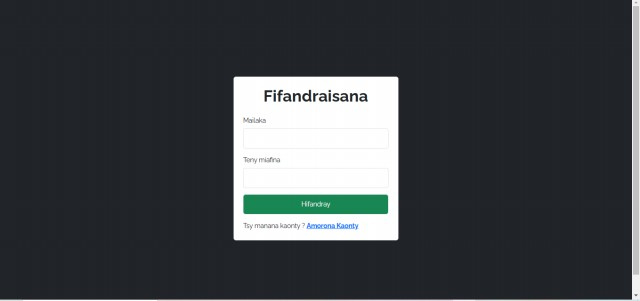 Fifandraisana
Mailaka
Teny miafina
Hifandray
Tsy manana kaonty ? Amorona Kaonty